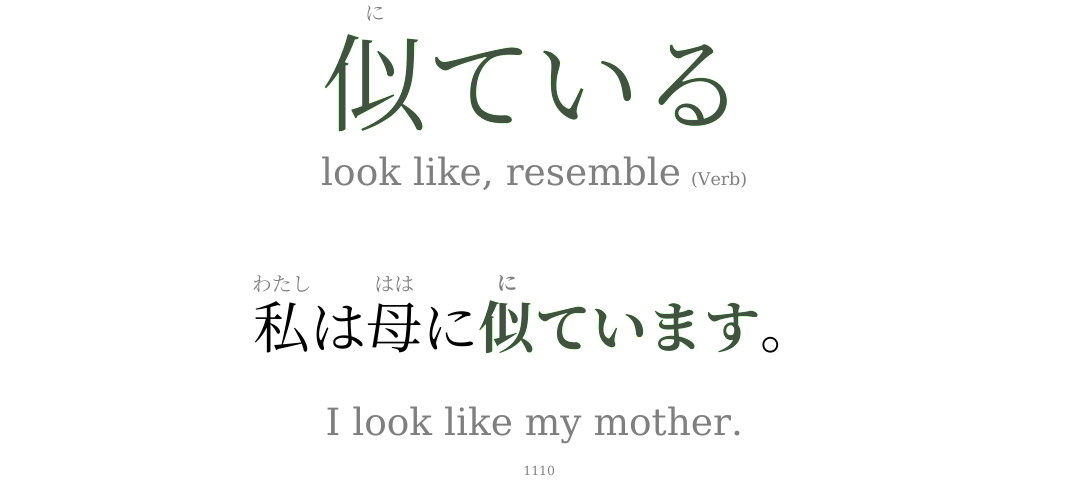 に
似ている
look like, resemble (Verb)
わたし はは に
私は母に似ています。
I look like my mother.
1110